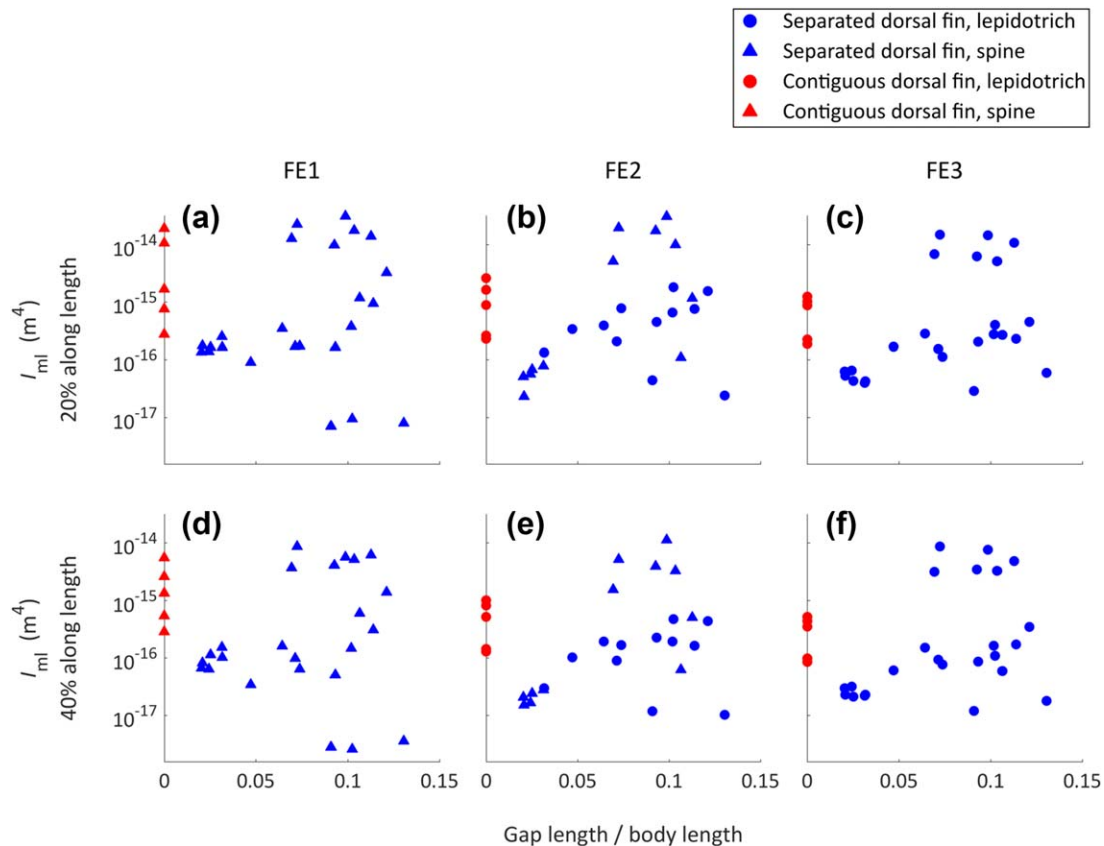 Separated dorsal fin, lepidotrich
Separated dorsal fin, spine
Contiguous dorsal fin, lepidotrich
Contiguous dorsal fin, spine
FE1
FE2
FE3
(a)
(b)
(c)
I_ml (m⁴)
20% along length
10⁻¹⁴
10⁻¹⁵
10⁻¹⁶
10⁻¹⁷
(d)
(e)
(f)
I_ml (m⁴)
40% along length
10⁻¹⁴
10⁻¹⁵
10⁻¹⁶
10⁻¹⁷
0 0.05 0.1 0.15
0 0.05 0.1 0.15
0 0.05 0.1 0.15
Gap length / body length